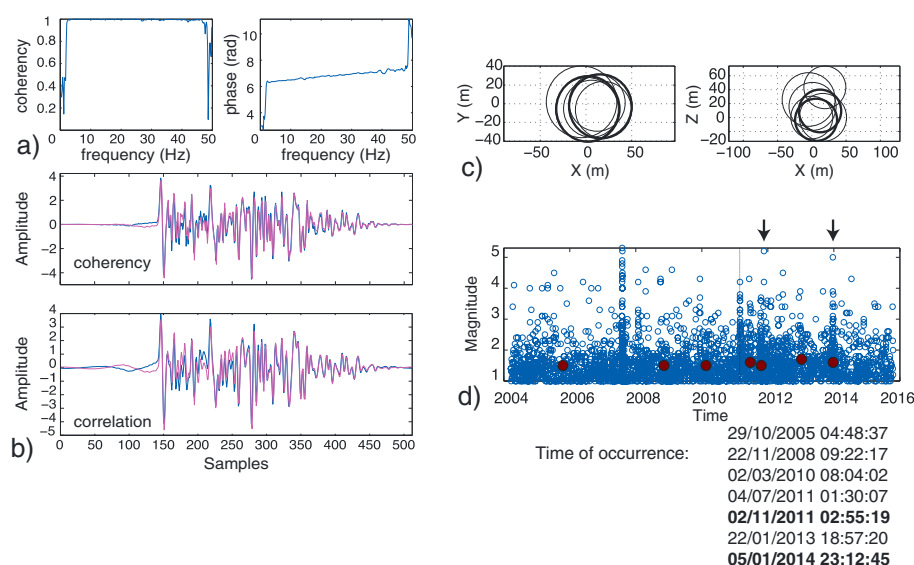 a)
coherency
1
0.8
0.6
0.4
0.2
0 10 20 30 40 50
frequency (Hz)
phase (rad)
10
8
6
4
0 10 20 30 40 50
frequency (Hz)
b)
Amplitude
4
2
0
−2
−4
coherency
Amplitude
4
3
2
1
0
−1
−2
−3
−4
−5
correlation
0 50 100 150 200 250 300 350 400 450 500
Samples
c)
Y (m)
40
20
0
−20
−40
−50 0 50
X (m)
Z (m)
60
40
20
0
−20
−100 −50 0 50 100
X (m)
d)
Magnitude
5
4
3
2
1
2004 2006 2008 2010 2012 2014 2016
Time
Time of occurrence:
29/10/2005 04:48:37
22/11/2008 09:22:17
02/03/2010 08:04:02
04/07/2011 01:30:07
02/11/2011 02:55:19
22/01/2013 18:57:20
05/01/2014 23:12:45